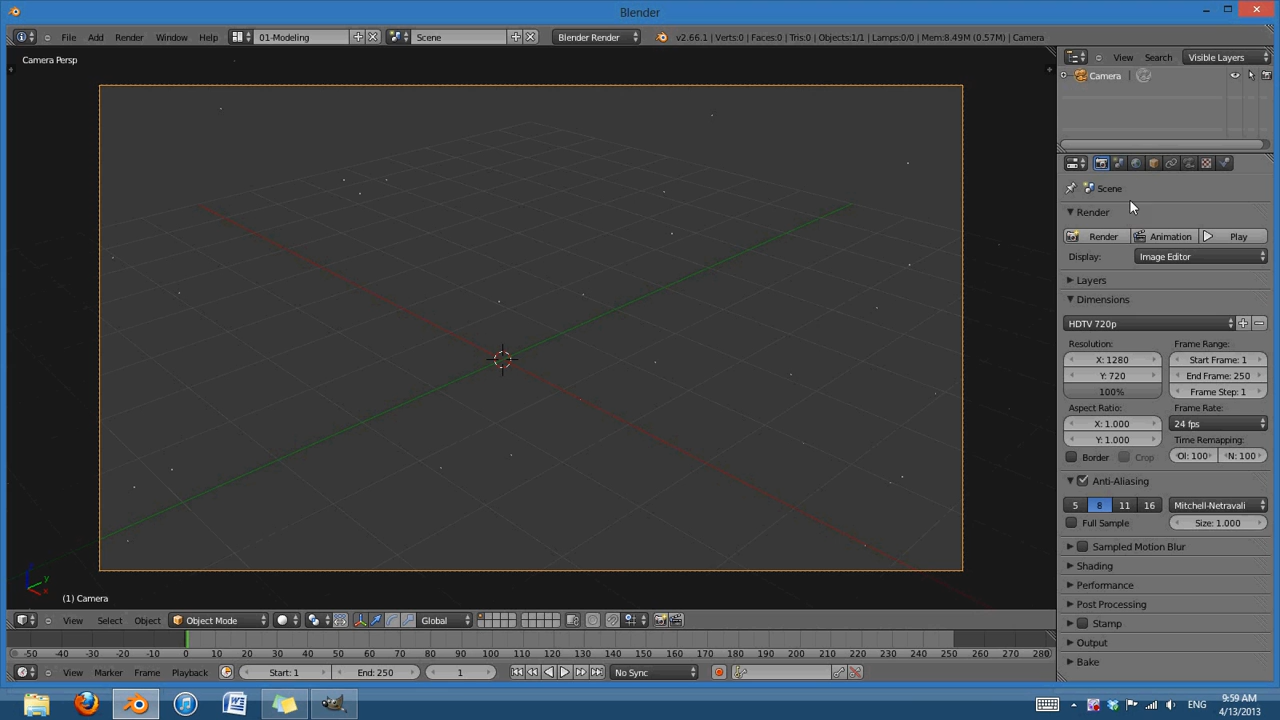 Blender
File Add Render Window Help 01-Modeling Scene Blender Render v2.66.1 | Verts:0 | Faces:0 | Tris:0 | Objects:1/1 | Lamps:0/0 | Mem:8.49M (0.57M) | Camera
Camera Persp
View Search Visible Layers
Camera
Scene
Render
Render Animation Play
Display: Image Editor
Layers
Dimensions
HDTV 720p
Resolution: Frame Range:
X: 1280 Start Frame: 1
Y: 720 End Frame: 250
100% Frame Step: 1
Aspect Ratio: Frame Rate:
X: 1.000 24 fps
Y: 1.000 Time Remapping:
Border Crop Ol: 100 N: 100
Anti-Aliasing
5 8 11 16 Mitchell-Netravali
Full Sample Size: 1.000
Sampled Motion Blur
Shading
Performance
Post Processing
Stamp
Output
Bake
z
y
x
(1) Camera
View Select Object Object Mode Global
-50 -40 -30 -20 -10 0 10 20 30 40 50 60 70 80 90 100 110 120 130 140 150 160 170 180 190 200 210 220 230 240 250 260 270 280
View Marker Frame Playback Start: 1 End: 250 1 No Sync
ENG 9:59 AM
4/13/2013